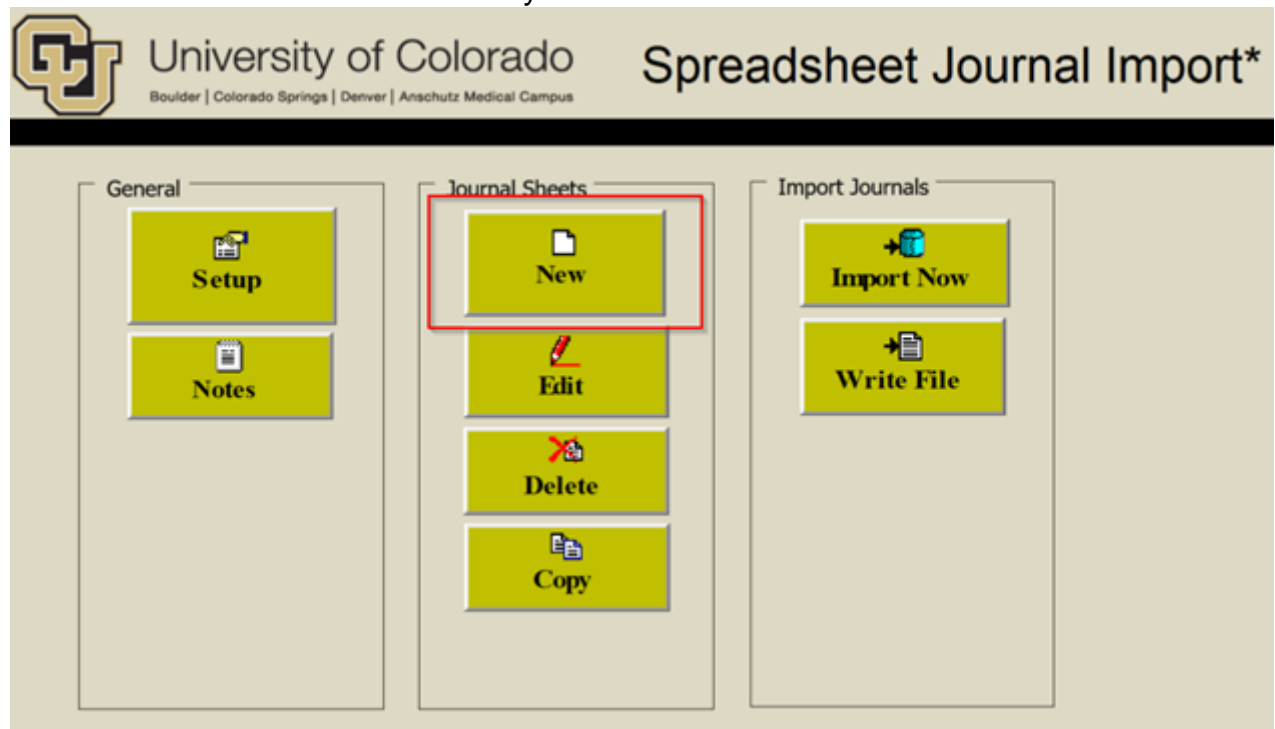 University of Colorado
Boulder | Colorado Springs | Denver | Anschutz Medical Campus
Spreadsheet Journal Import*
General
Setup
Notes
Journal Sheets
New
Edit
Delete
Copy
Import Journals
Import Now
Write File